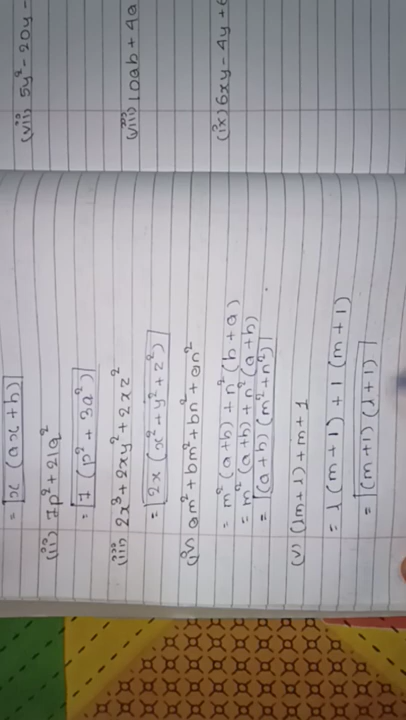 = x (ax+b)
(ii) 7p² + 21q²
= 7 (p² + 3q²)
(iii) 2x³ + 2xy² + 2xz²
= 2x (x² + y² + z²)
(iv) am² + bm² + bn² + an²
= m² (a+b) + n² (b+a)
= m² (a+b) + n² (a+b)
= (a+b) (m² + n²)
(v) (lm + l) + m + 1
= l (m+1) + 1 (m+1)
= (m+1) (l+1)
(vii) 5y² - 20y -
(viii) 10ab + 4a
(ix) 6xy - 4y + 6